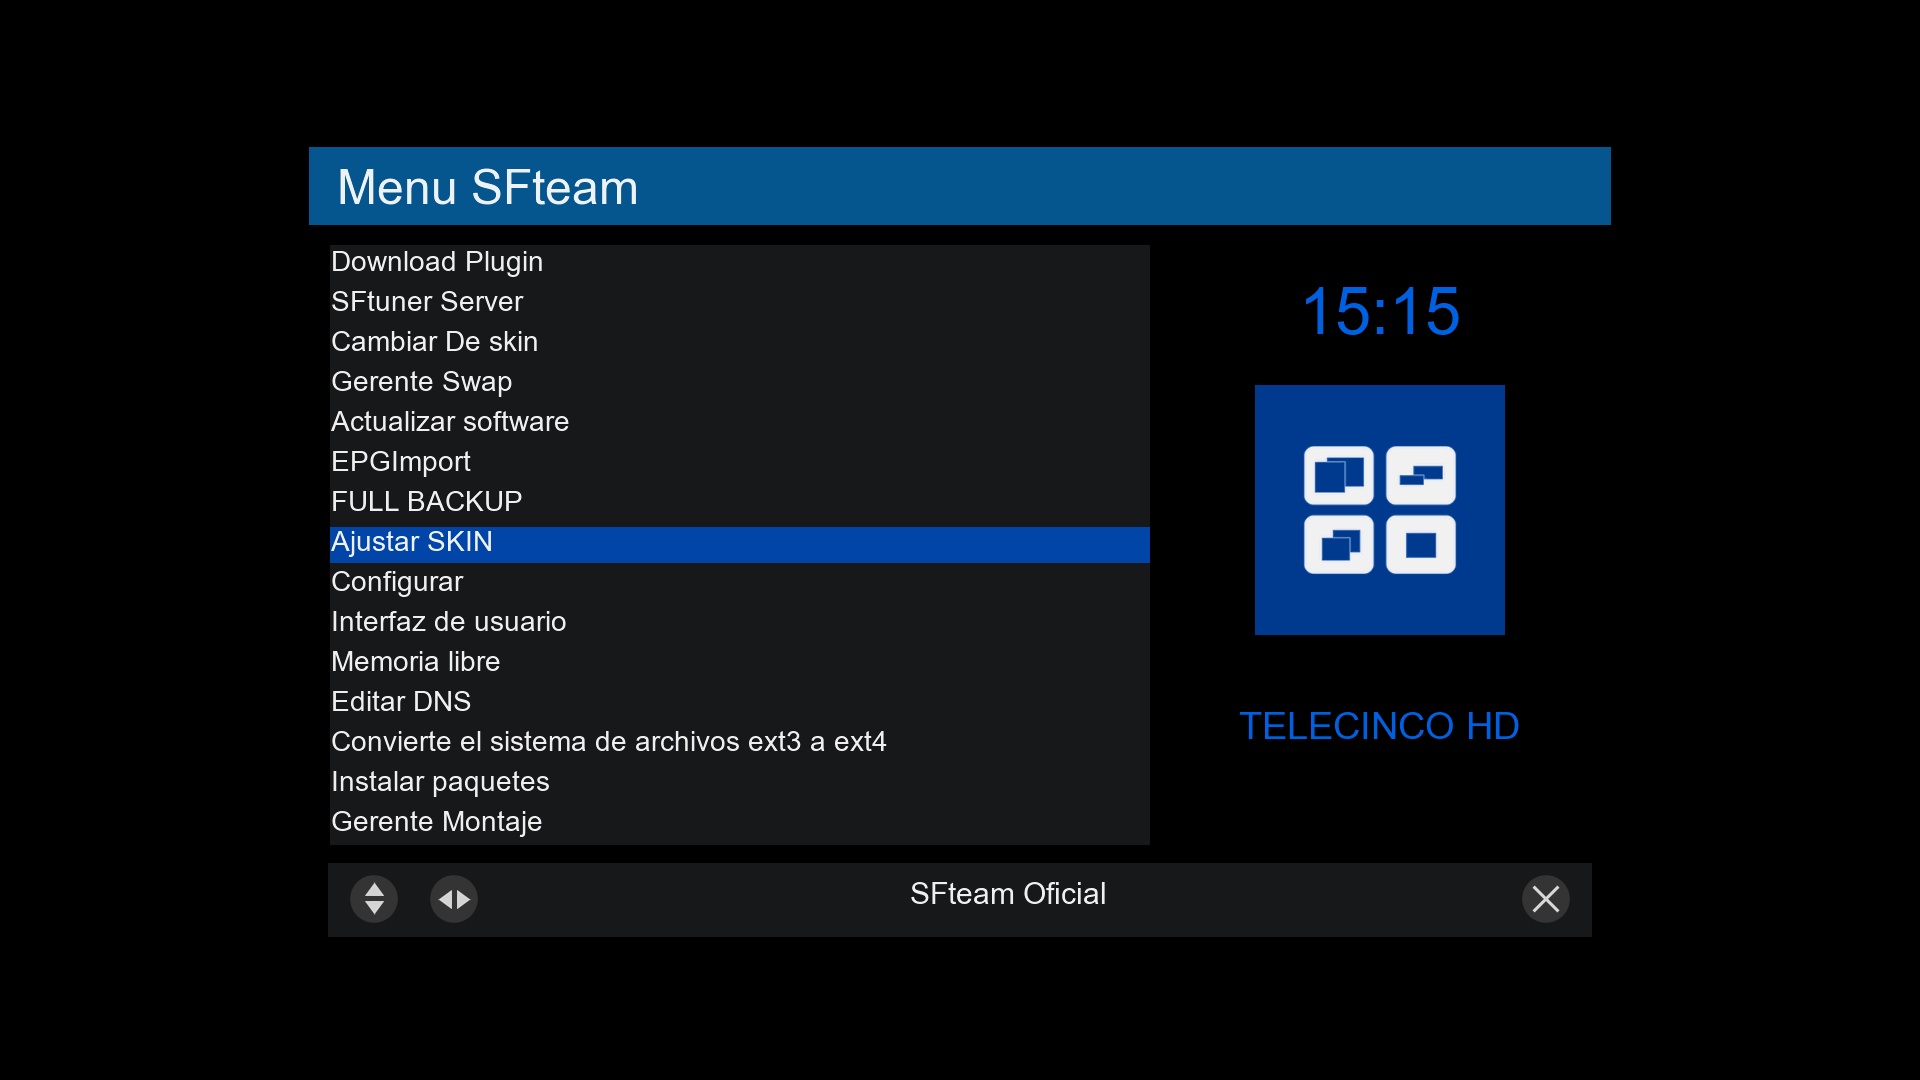 Menu SFteam
Download Plugin
SFtuner Server
Cambiar De skin
Gerente Swap
Actualizar software
EPGImport
FULL BACKUP
Ajustar SKIN
Configurar
Interfaz de usuario
Memoria libre
Editar DNS
Convierte el sistema de archivos ext3 a ext4
Instalar paquetes
Gerente Montaje
15:15
TELECINCO HD
SFteam Oficial